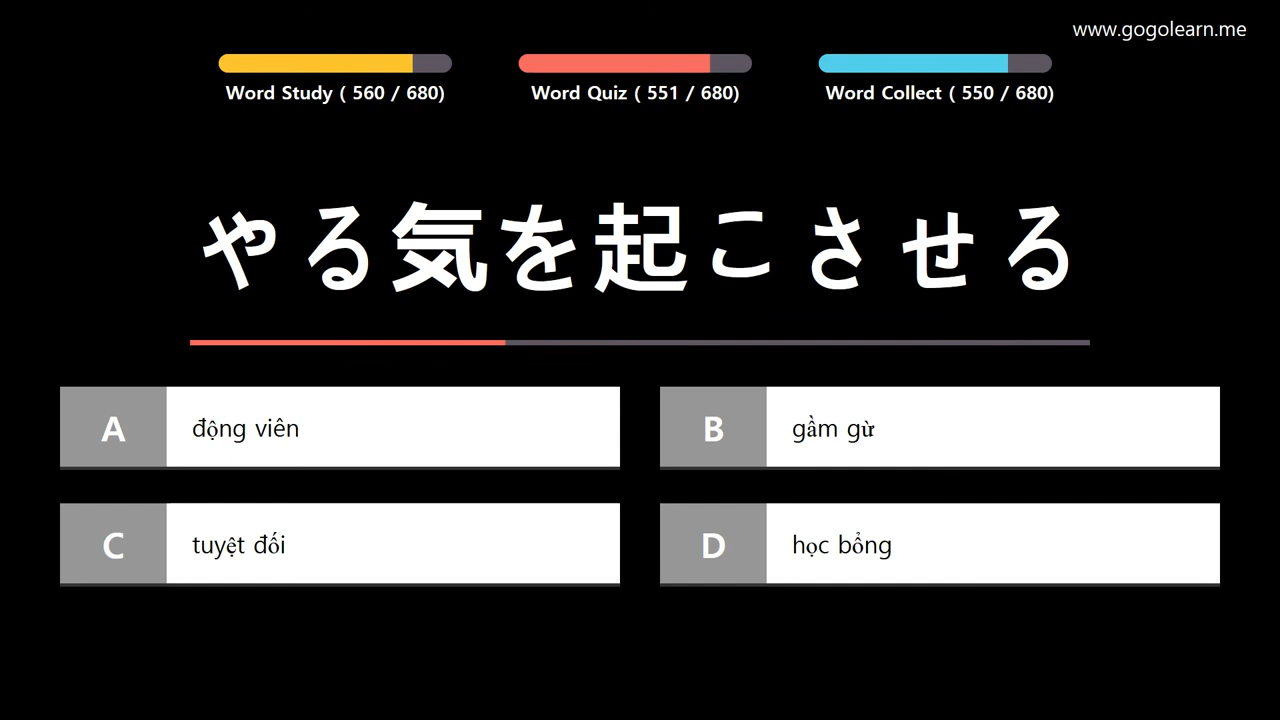 www.gogolearn.me
Word Study ( 560 / 680)
Word Quiz ( 551 / 680)
Word Collect ( 550 / 680)
やる気を起こさせる
A
động viên
B
gầm gừ
C
tuyệt đối
D
học bổng